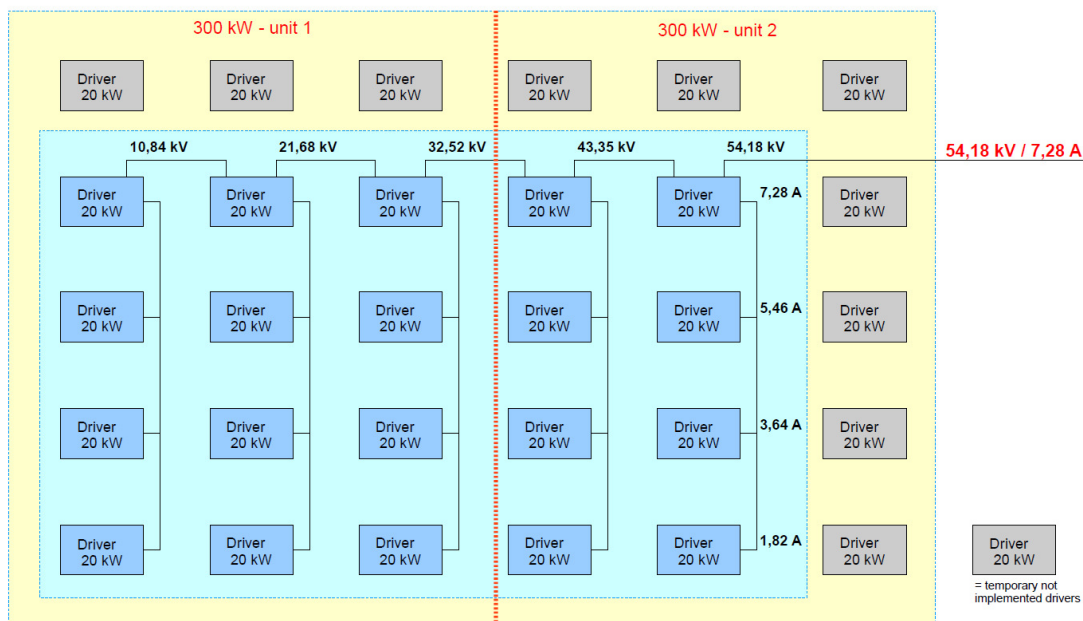 300 kW - unit 1
300 kW - unit 2
Driver
20 kW
Driver
20 kW
Driver
20 kW
Driver
20 kW
Driver
20 kW
Driver
20 kW
10,84 kV
21,68 kV
32,52 kV
43,35 kV
54,18 kV
54,18 kV / 7,28 A
Driver
20 kW
Driver
20 kW
Driver
20 kW
Driver
20 kW
Driver
20 kW
7,28 A
Driver
20 kW
Driver
20 kW
Driver
20 kW
Driver
20 kW
Driver
20 kW
Driver
20 kW
5,46 A
Driver
20 kW
Driver
20 kW
Driver
20 kW
Driver
20 kW
Driver
20 kW
Driver
20 kW
3,64 A
Driver
20 kW
Driver
20 kW
Driver
20 kW
Driver
20 kW
Driver
20 kW
Driver
20 kW
1,82 A
Driver
20 kW
Driver
20 kW
= temporary not
implemented drivers